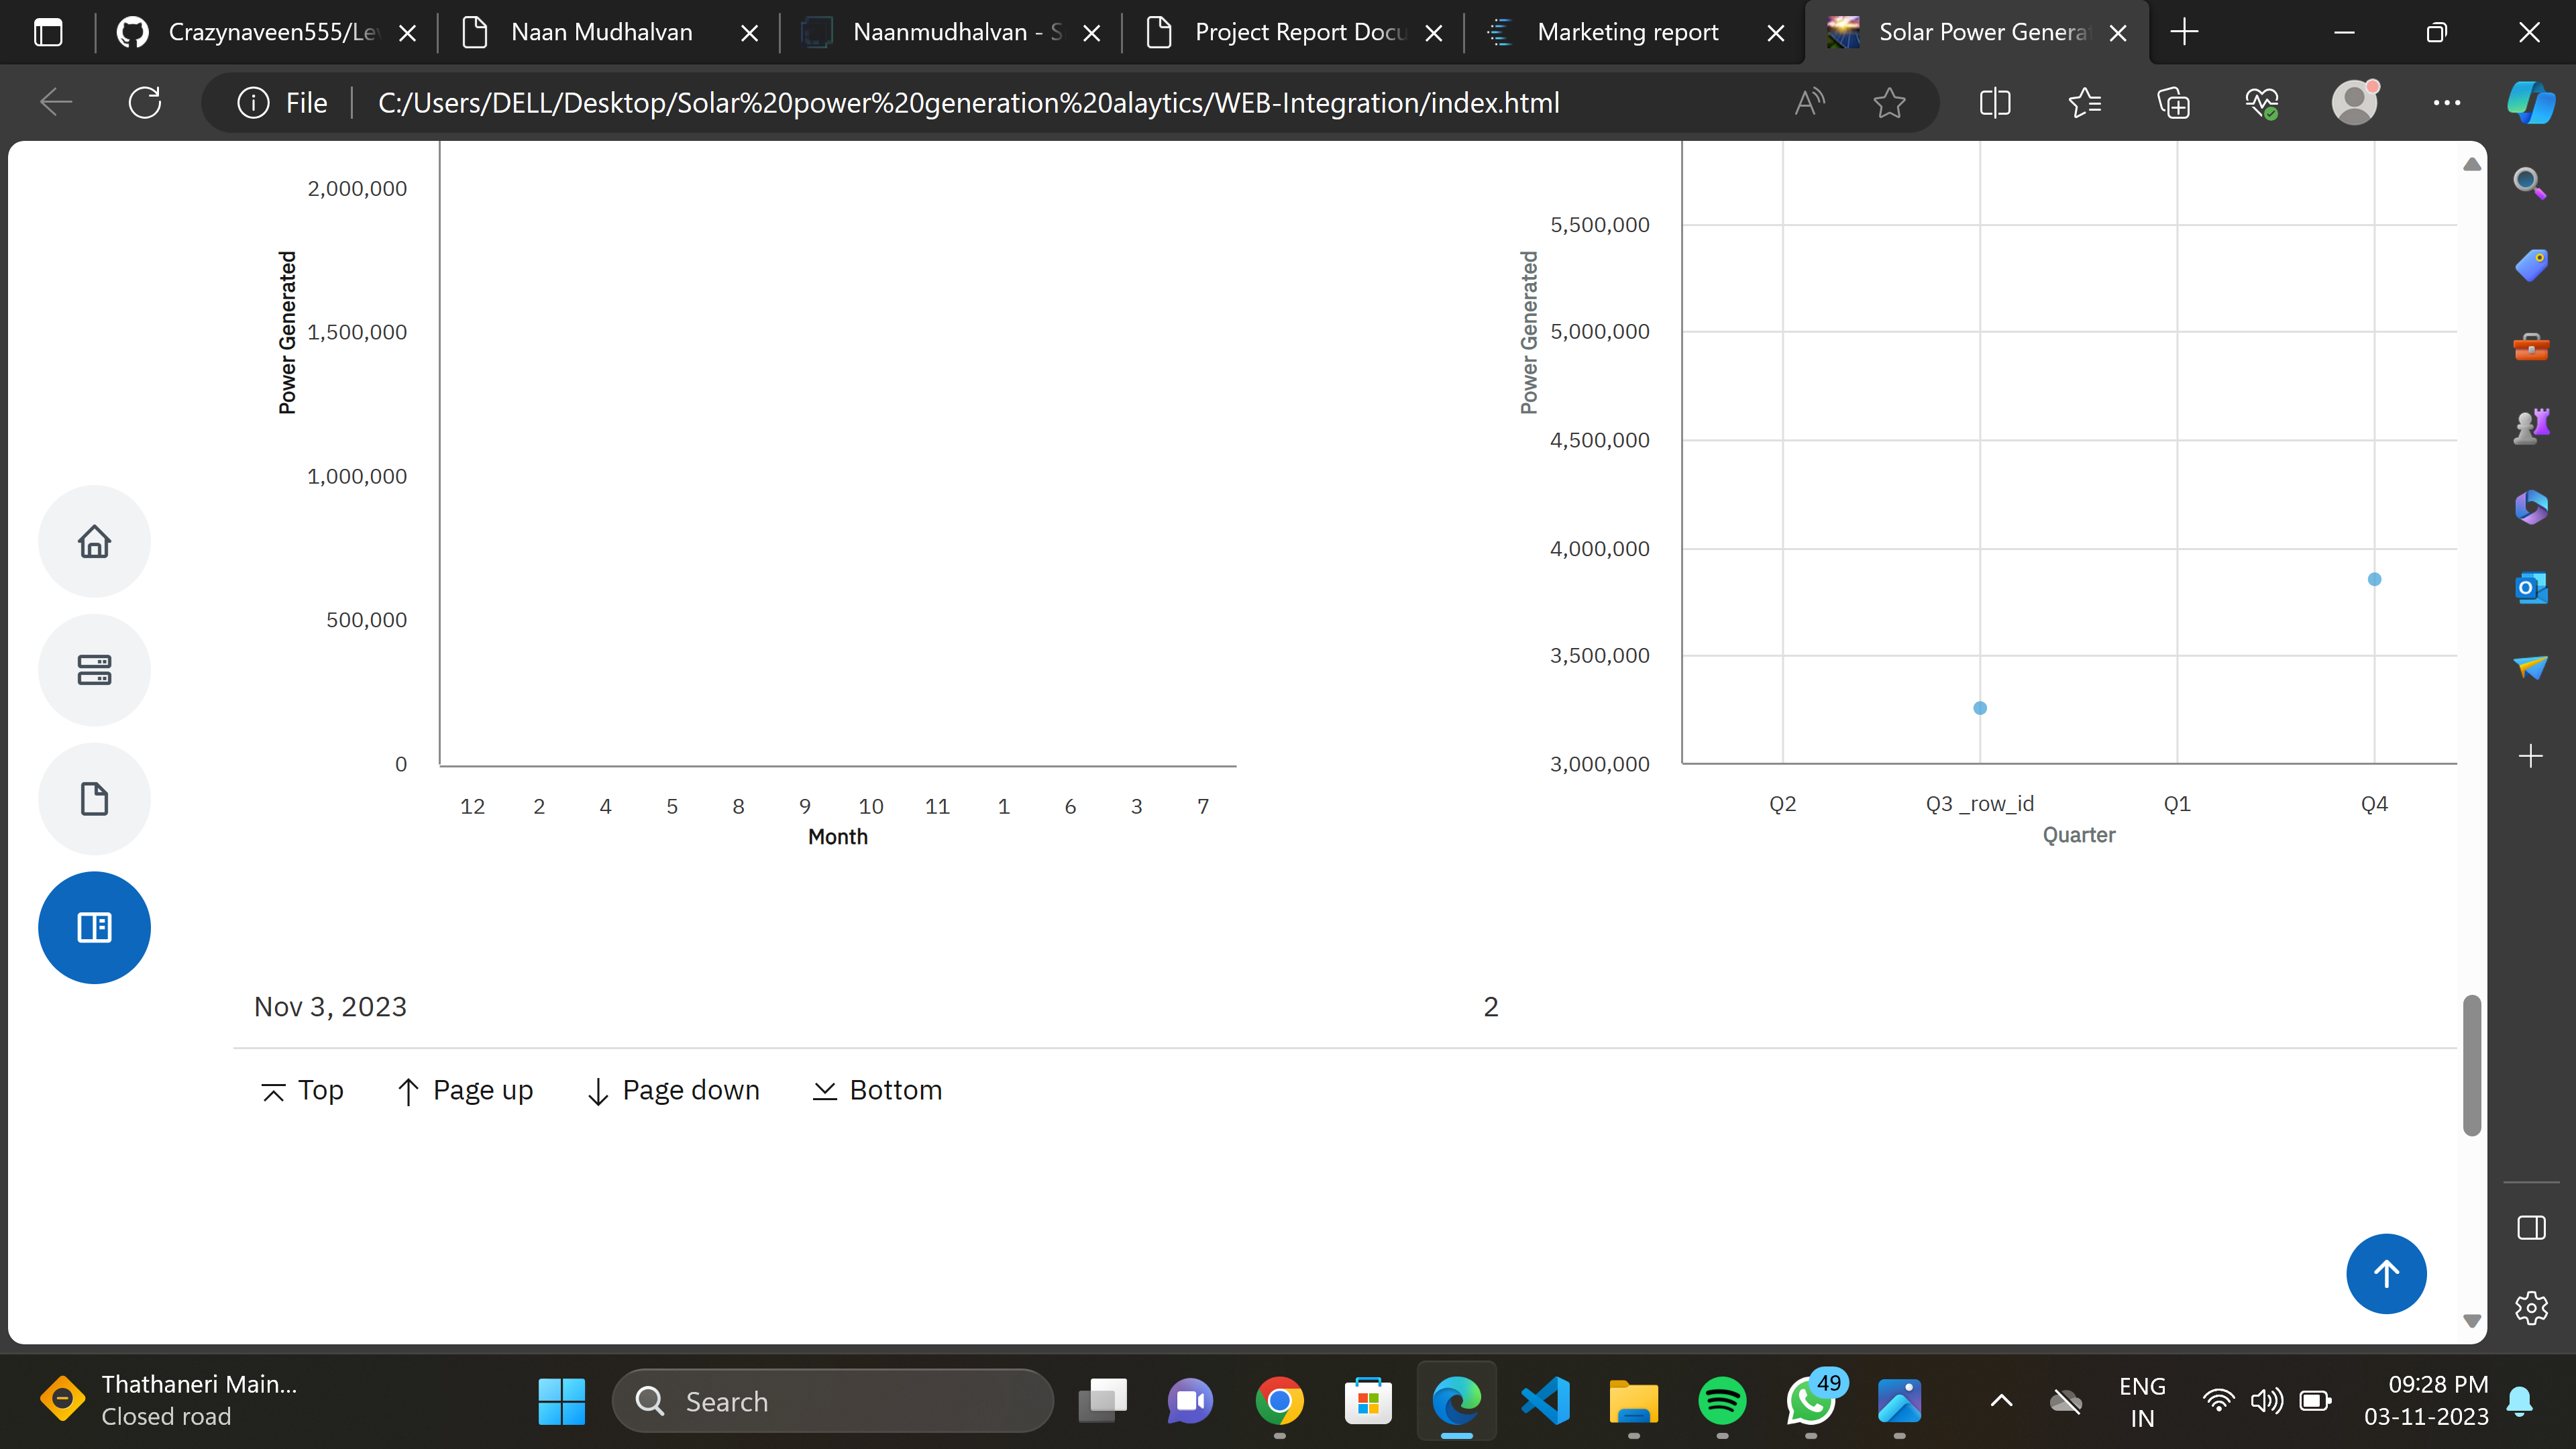 Crazynaveen555/Le
Naan Mudhalvan
Naanmudhalvan - S
Project Report Docu
Marketing report
Solar Power Genera
File
C:/Users/DELL/Desktop/Solar%20power%20generation%20alaytics/WEB-Integration/index.html
2,000,000
1,500,000
1,000,000
500,000
0
Power Generated
12 2 4 5 8 9 10 11 1 6 3 7
Month
5,500,000
5,000,000
4,500,000
4,000,000
3,500,000
3,000,000
Power Generated
Q2 Q3 _row_id Q1 Q4
Quarter
Nov 3, 2023
2
Top Page up Page down Bottom
Thathaneri Main...
Closed road
Search
49
ENG
IN
09:28 PM
03-11-2023